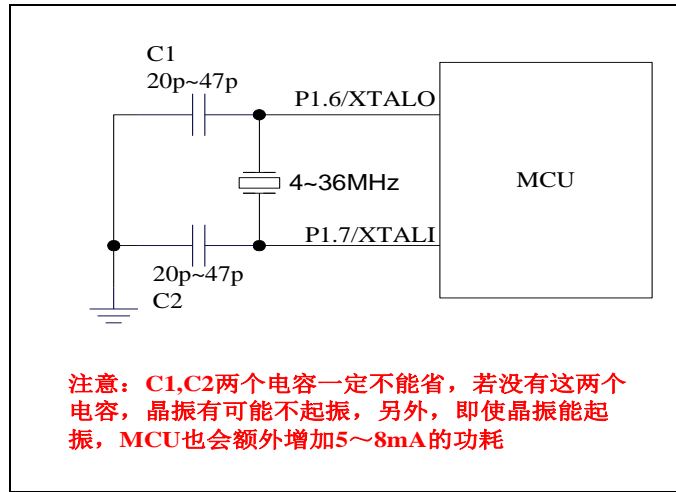 C1
20p~47p
P1.6/XTALO
4~36MHz
MCU
P1.7/XTALI
20p~47p
C2
注意：C1,C2两个电容一定不能省，若没有这两个
电容，晶振有可能不起振，另外，即使晶振能起
振，MCU也会额外增加5～8mA的功耗